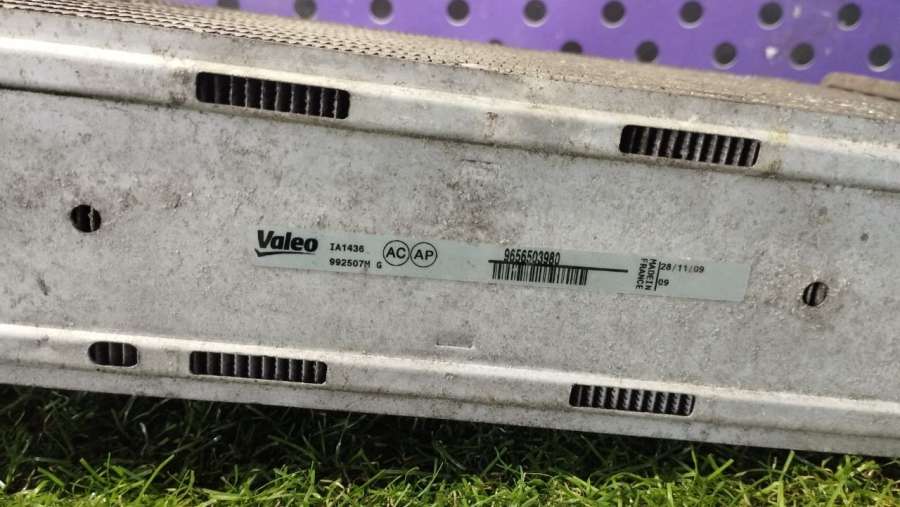 Valeo
IA1436
992507M G
AC AP
9656503980
MADE IN
FRANCE
28/11/09
09